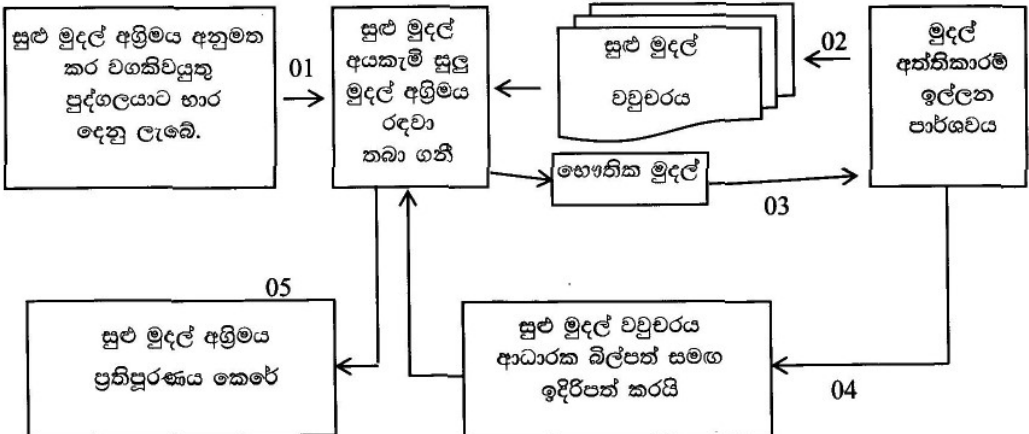 සුළු මුදල් අග්‍රිමය අනුමත
කර වගකිවයුතු
පුද්ගලයාට භාර
දෙනු ලැබේ.
01
සුළු මුදල්
අයකැමි සුලු
මුදල් අග්‍රිමය
රඳවා
තබා ගනී
සුළු මුදල්
වවුචරය
02
මුදල්
අත්තිකාරම්
ඉල්ලන
පාර්ශවය
භෞතික මුදල්
03
05
සුළු මුදල් අග්‍රිමය
ප්‍රතිපූරණය කෙරේ
සුළු මුදල් වවුචරය
ආධාරක බිල්පත් සමඟ
ඉදිරිපත් කරයි
04